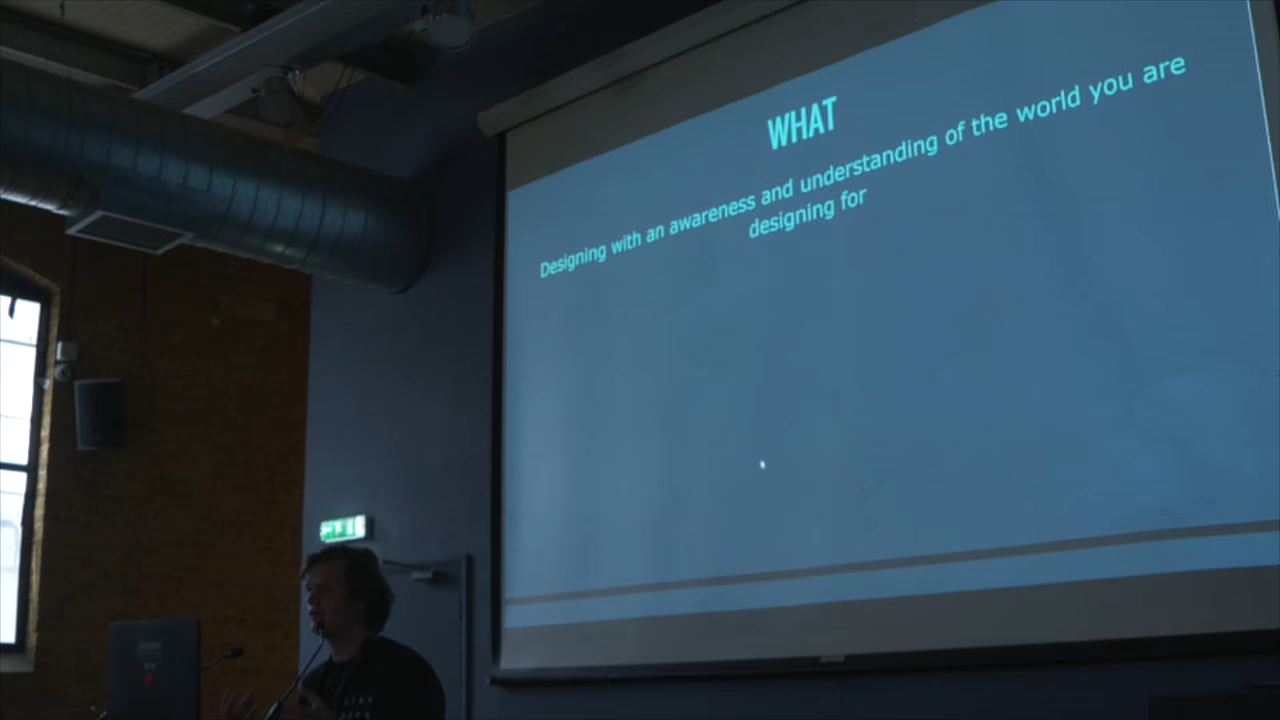 WHAT
Designing with an awareness and understanding of the world you are
designing for